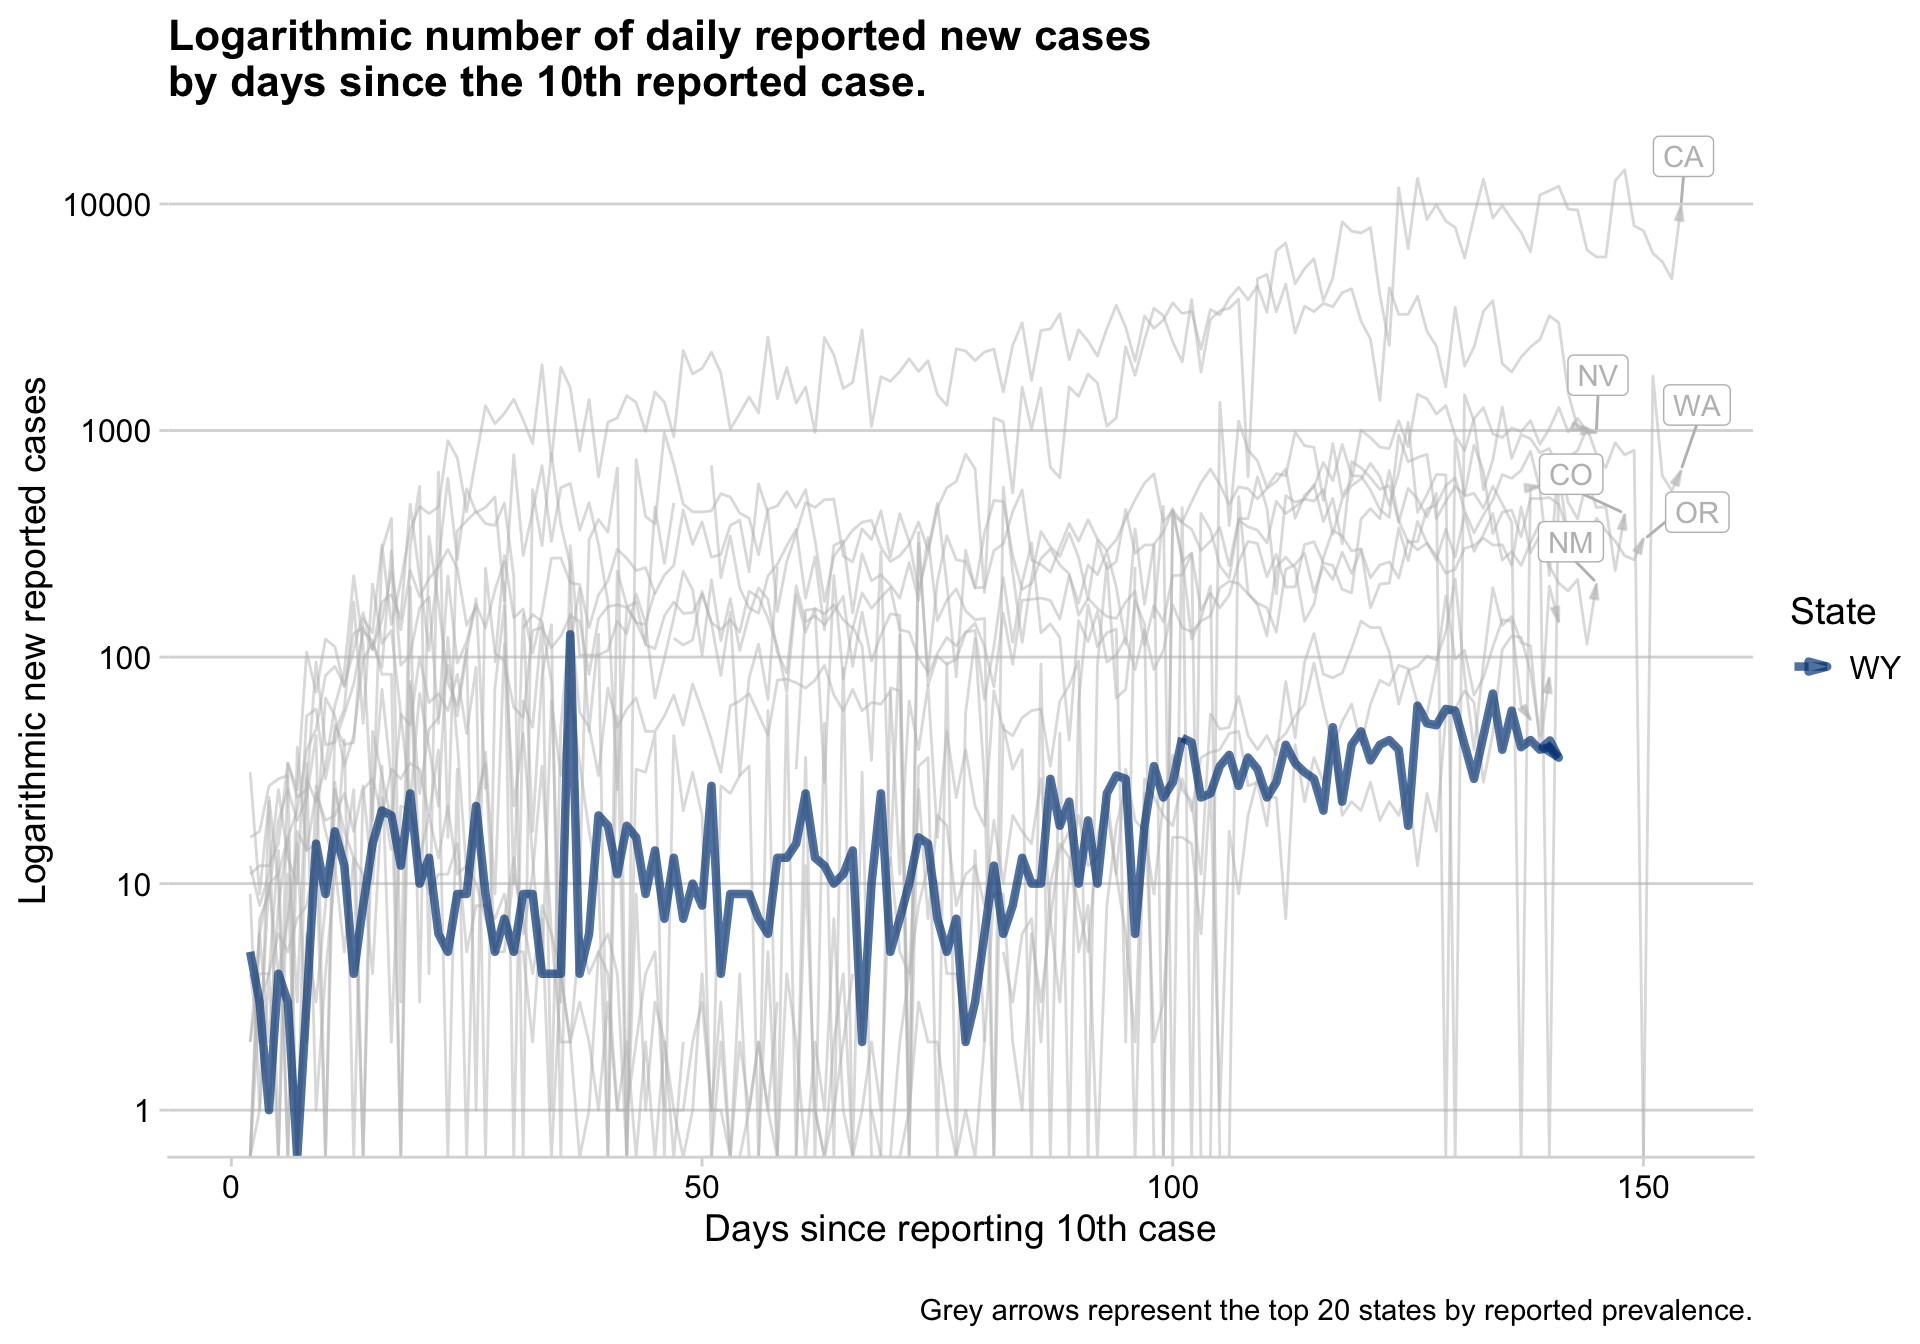 Logarithmic number of daily reported new cases
by days since the 10th reported case.
Logarithmic new reported cases
10000
1000
100
10
1
CA
NV
WA
CO
OR
NM
State
WY
0
50
100
150
Days since reporting 10th case
Grey arrows represent the top 20 states by reported prevalence.